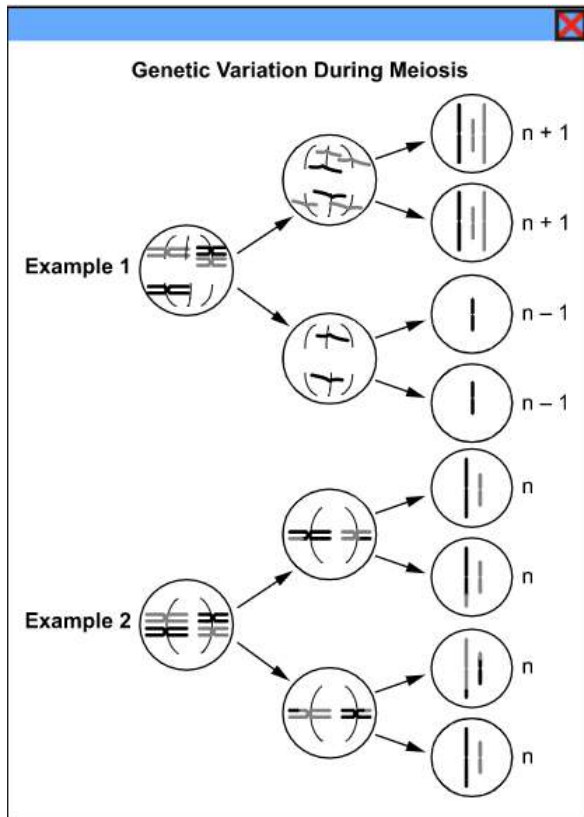 Genetic Variation During Meiosis
n + 1
n + 1
Example 1
n – 1
n – 1
n
n
Example 2
n
n